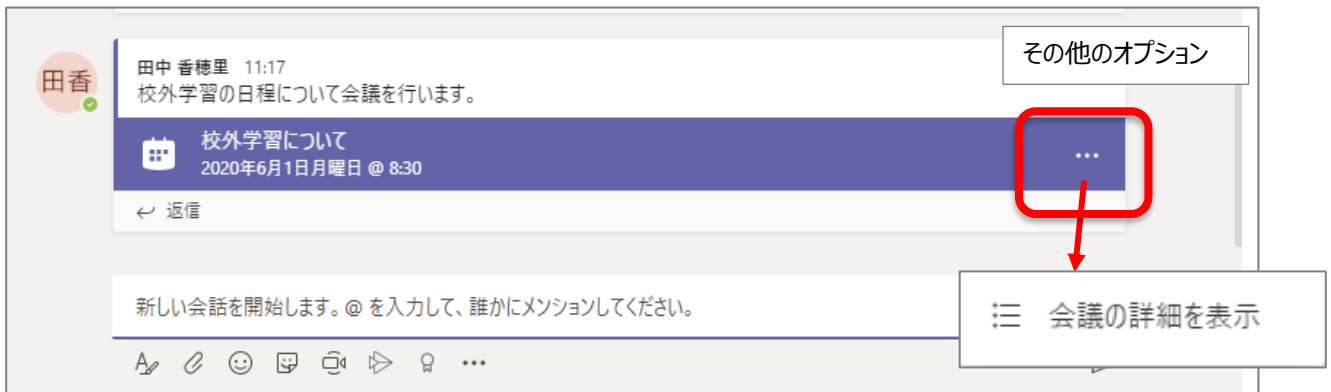 その他のオプション
田香
田中 香穂里 11:17
校外学習の日程について会議を行います。
校外学習について
2020年6月1日月曜日 @ 8:30
返信
新しい会話を開始します。@ を入力して、誰かにメンションしてください。
会議の詳細を表示